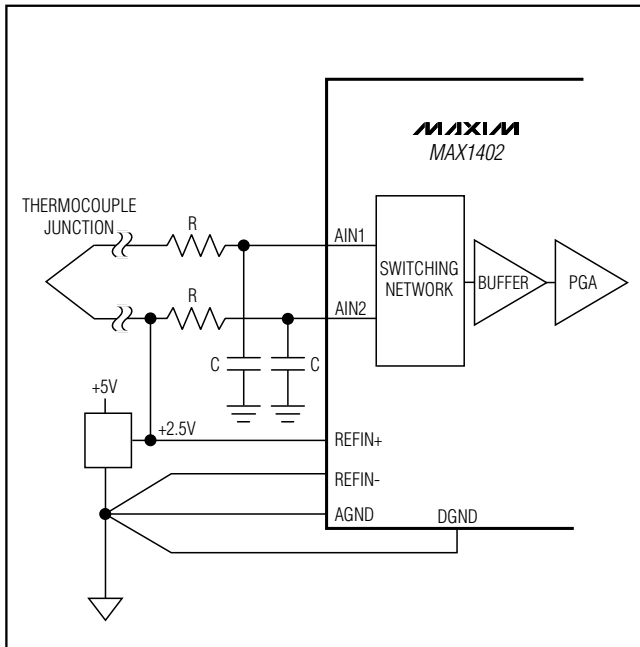 MAXIM
MAX1402
THERMOCOUPLE
JUNCTION
R
AIN1
SWITCHING
NETWORK
BUFFER
PGA
R
AIN2
C
C
+5V
+2.5V
REFIN+
REFIN-
AGND
DGND